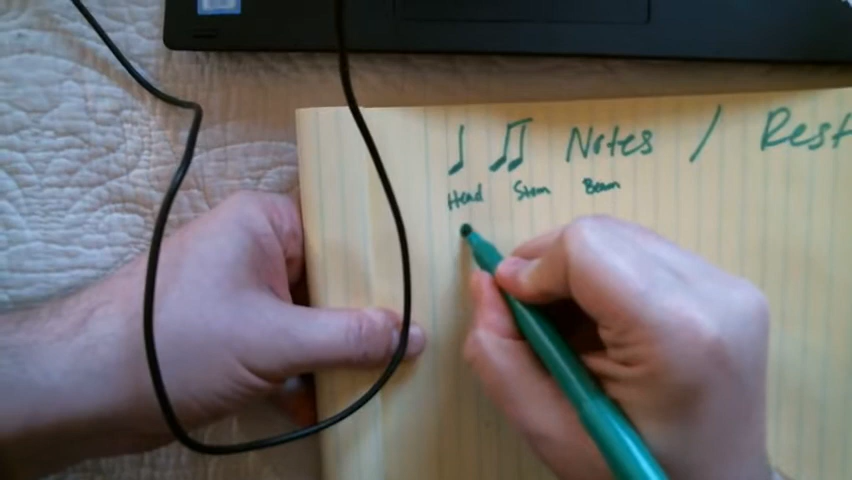 ♩ ♫ Notes / Rest
Head Stem Beam